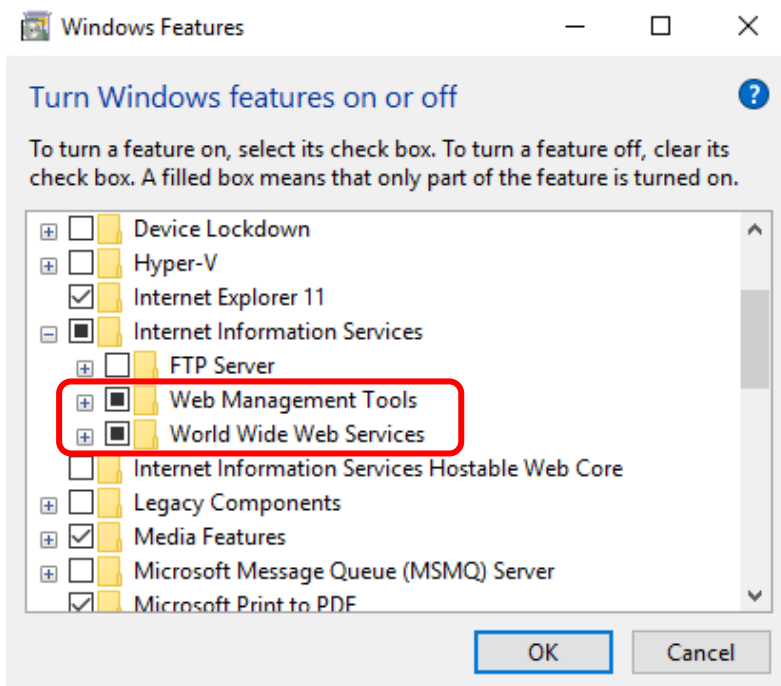 Windows Features
Turn Windows features on or off
?
To turn a feature on, select its check box. To turn a feature off, clear its
check box. A filled box means that only part of the feature is turned on.
Device Lockdown
Hyper-V
Internet Explorer 11
Internet Information Services
FTP Server
Web Management Tools
World Wide Web Services
Internet Information Services Hostable Web Core
Legacy Components
Media Features
Microsoft Message Queue (MSMQ) Server
Microsoft Print to PDF
OK
Cancel